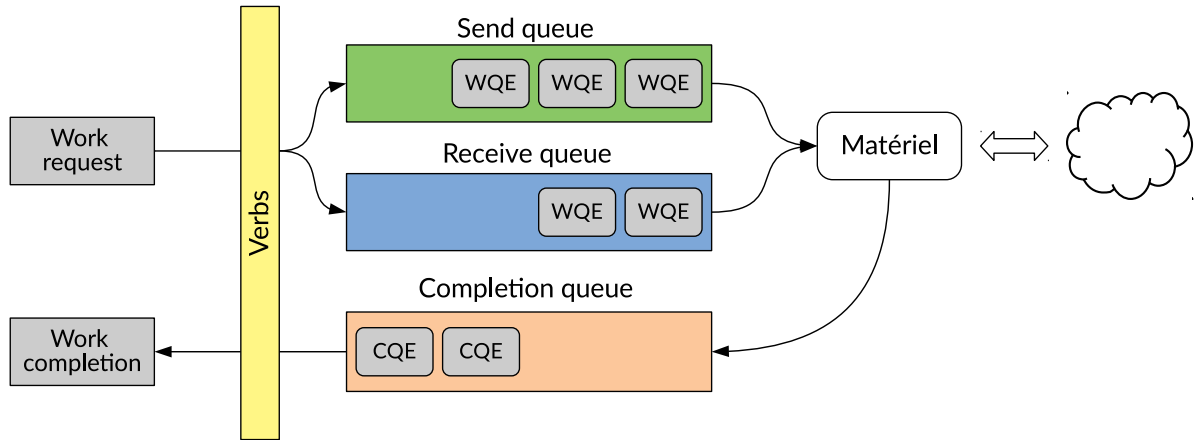 Send queue
WQE WQE WQE
Work
request
Receive queue
WQE WQE
Matériel
Verbs
Completion queue
CQE CQE
Work
completion